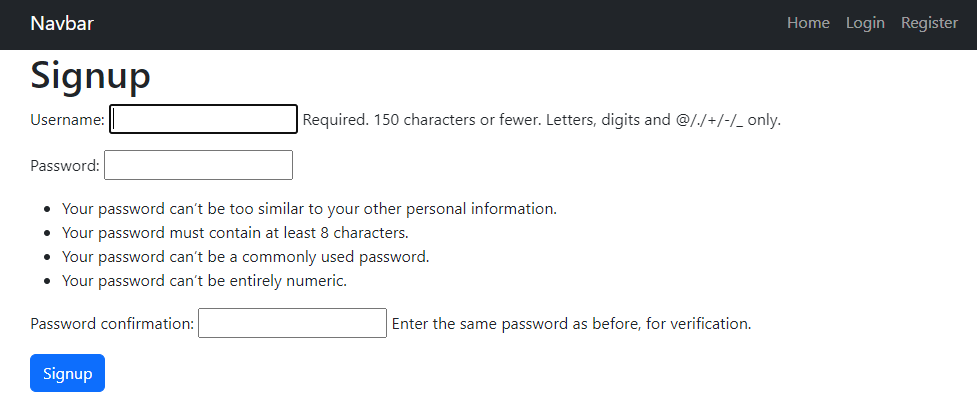 Navbar Home Login Register
Signup
Username: Required. 150 characters or fewer. Letters, digits and @/./+/-/_ only.
Password:
Your password can’t be too similar to your other personal information.
Your password must contain at least 8 characters.
Your password can’t be a commonly used password.
Your password can’t be entirely numeric.
Password confirmation: Enter the same password as before, for verification.
Signup